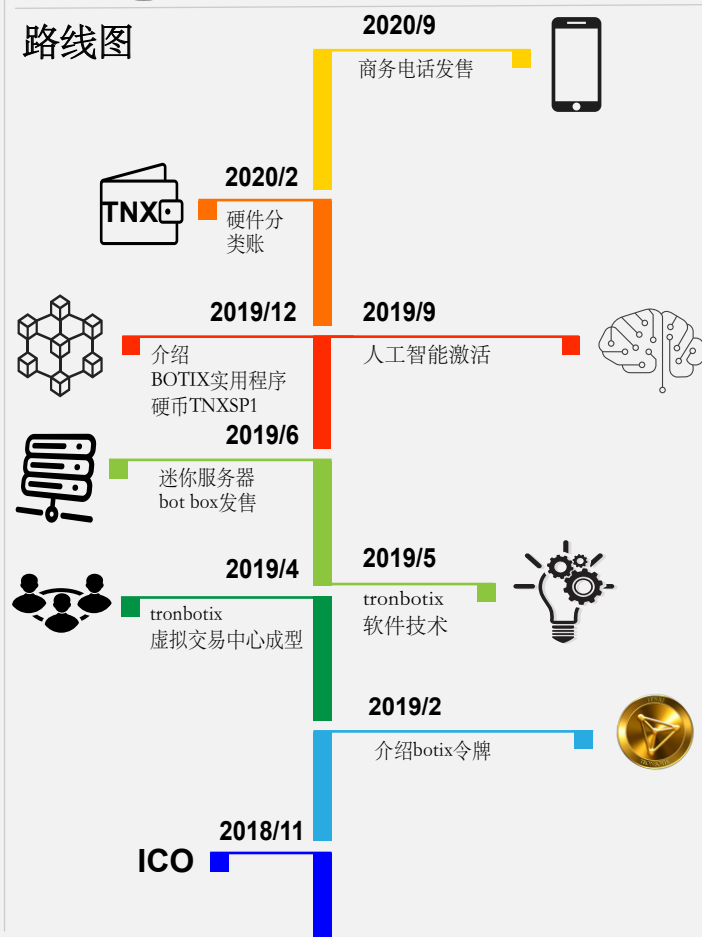 路线图
2020/9
商务电话发售
2020/2
TNX
硬件分
类账
2019/12
介绍
BOTIX实用程序
硬币TNXSP1
2019/9
人工智能激活
2019/6
迷你服务器
bot box发售
2019/5
tronbotix
软件技术
2019/4
tronbotix
虚拟交易中心成型
2019/2
介绍botix令牌
2018/11
ICO